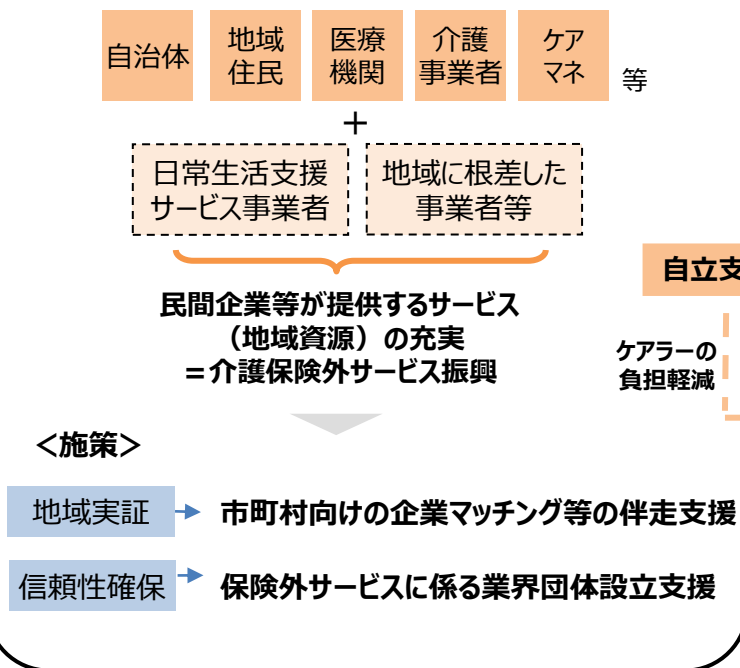 自治体
地域
住民
医療
機関
介護
事業者
ケア
マネ
等
＋
日常生活支援
サービス事業者
地域に根差した
事業者等
民間企業等が提供するサービス
（地域資源）の充実
＝介護保険外サービス振興
自立支
ケアラーの
負担軽減
＜施策＞
地域実証
市町村向けの企業マッチング等の伴走支援
信頼性確保
保険外サービスに係る業界団体設立支援